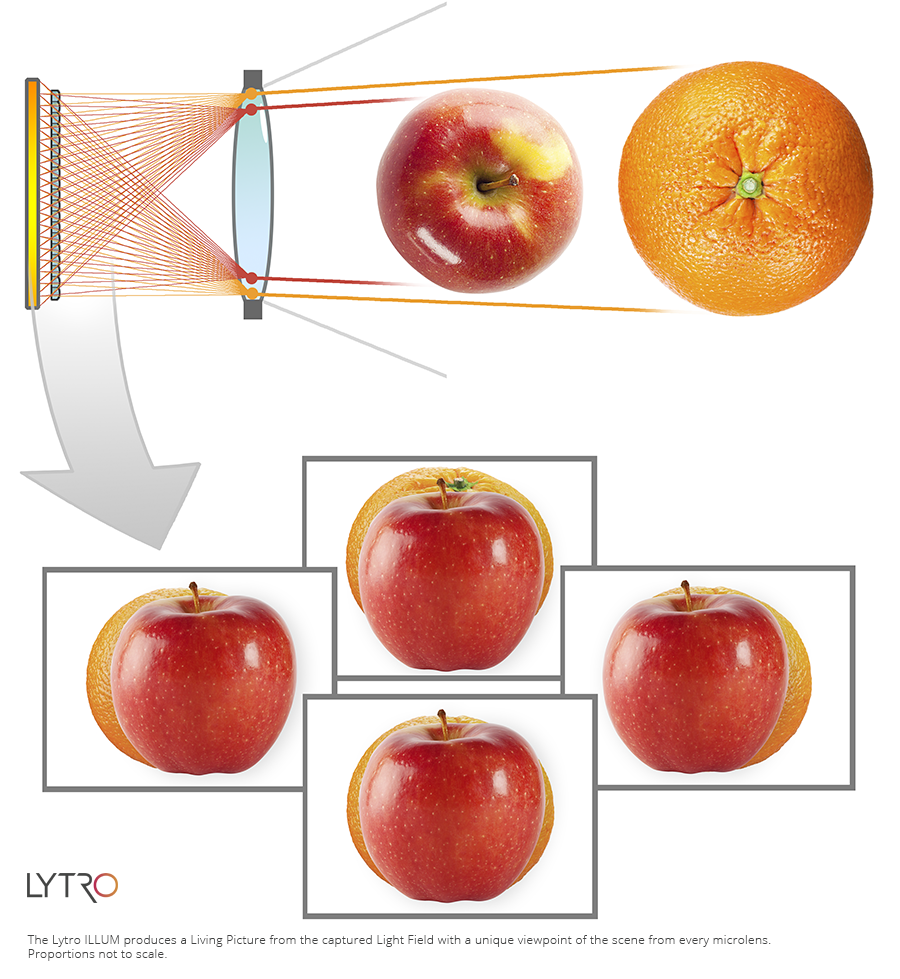 LYTRO
The Lytro ILLUM produces a Living Picture from the captured Light Field with a unique viewpoint of the scene from every microlens.
Proportions not to scale.